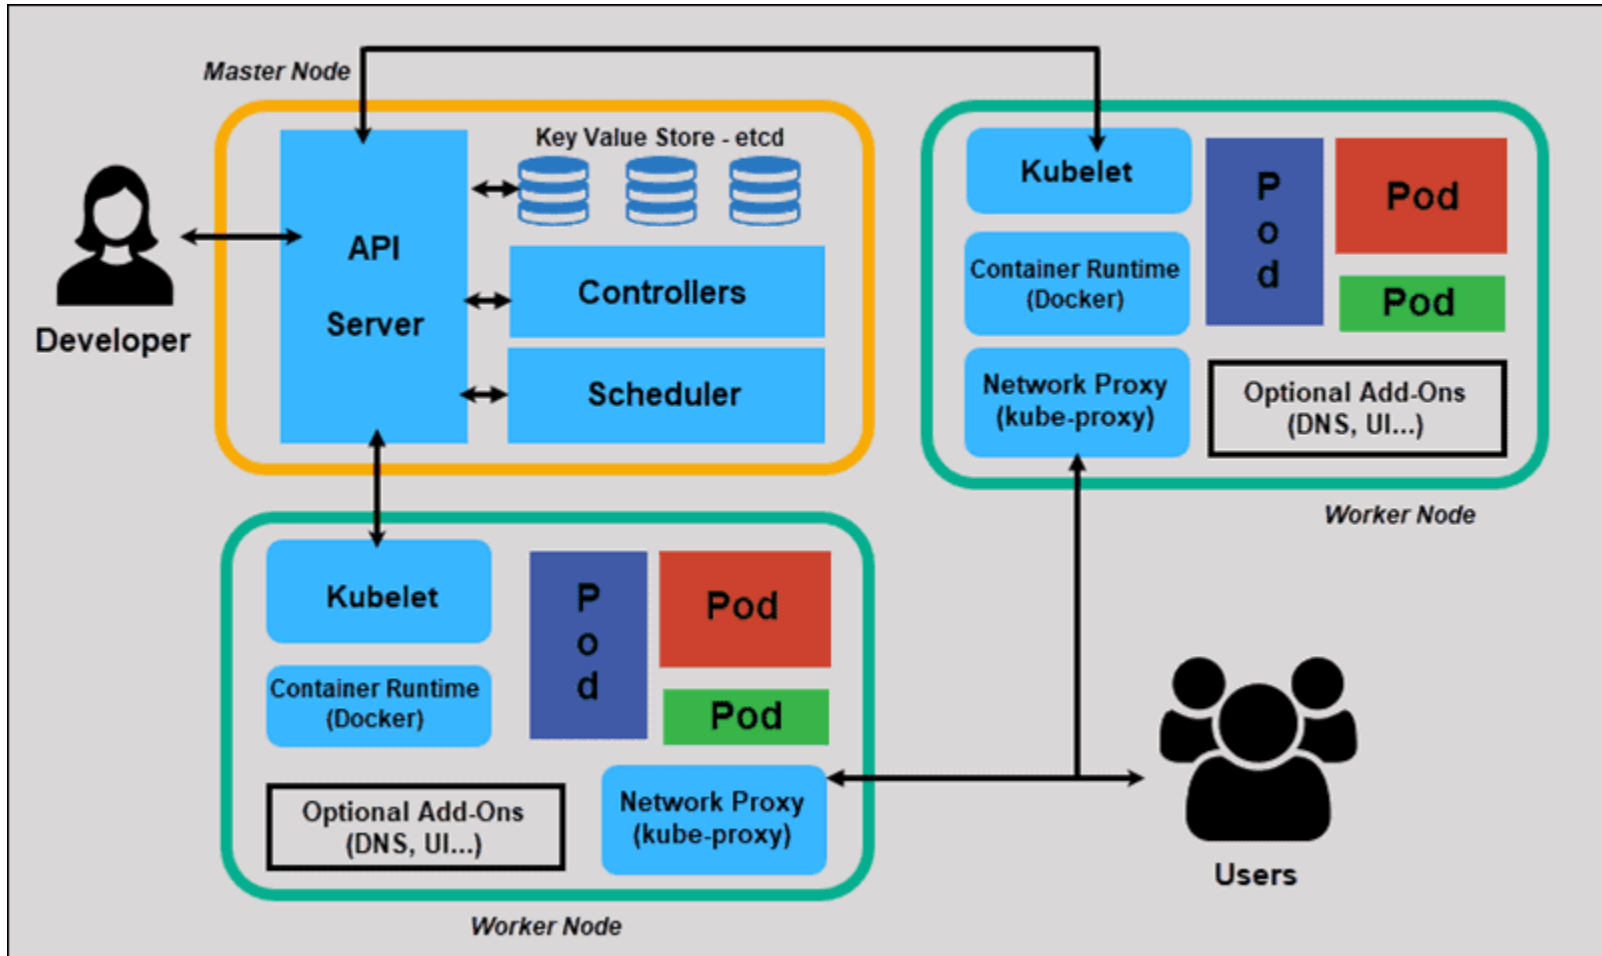 Master Node
Key Value Store - etcd
API
Server
Controllers
Scheduler
Developer
Kubelet
Container Runtime
(Docker)
Network Proxy
(kube-proxy)
P
o
d
Pod
Pod
Optional Add-Ons
(DNS, UI...)
Worker Node
Kubelet
Container Runtime
(Docker)
P
o
d
Pod
Pod
Optional Add-Ons
(DNS, UI...)
Network Proxy
(kube-proxy)
Worker Node
Users